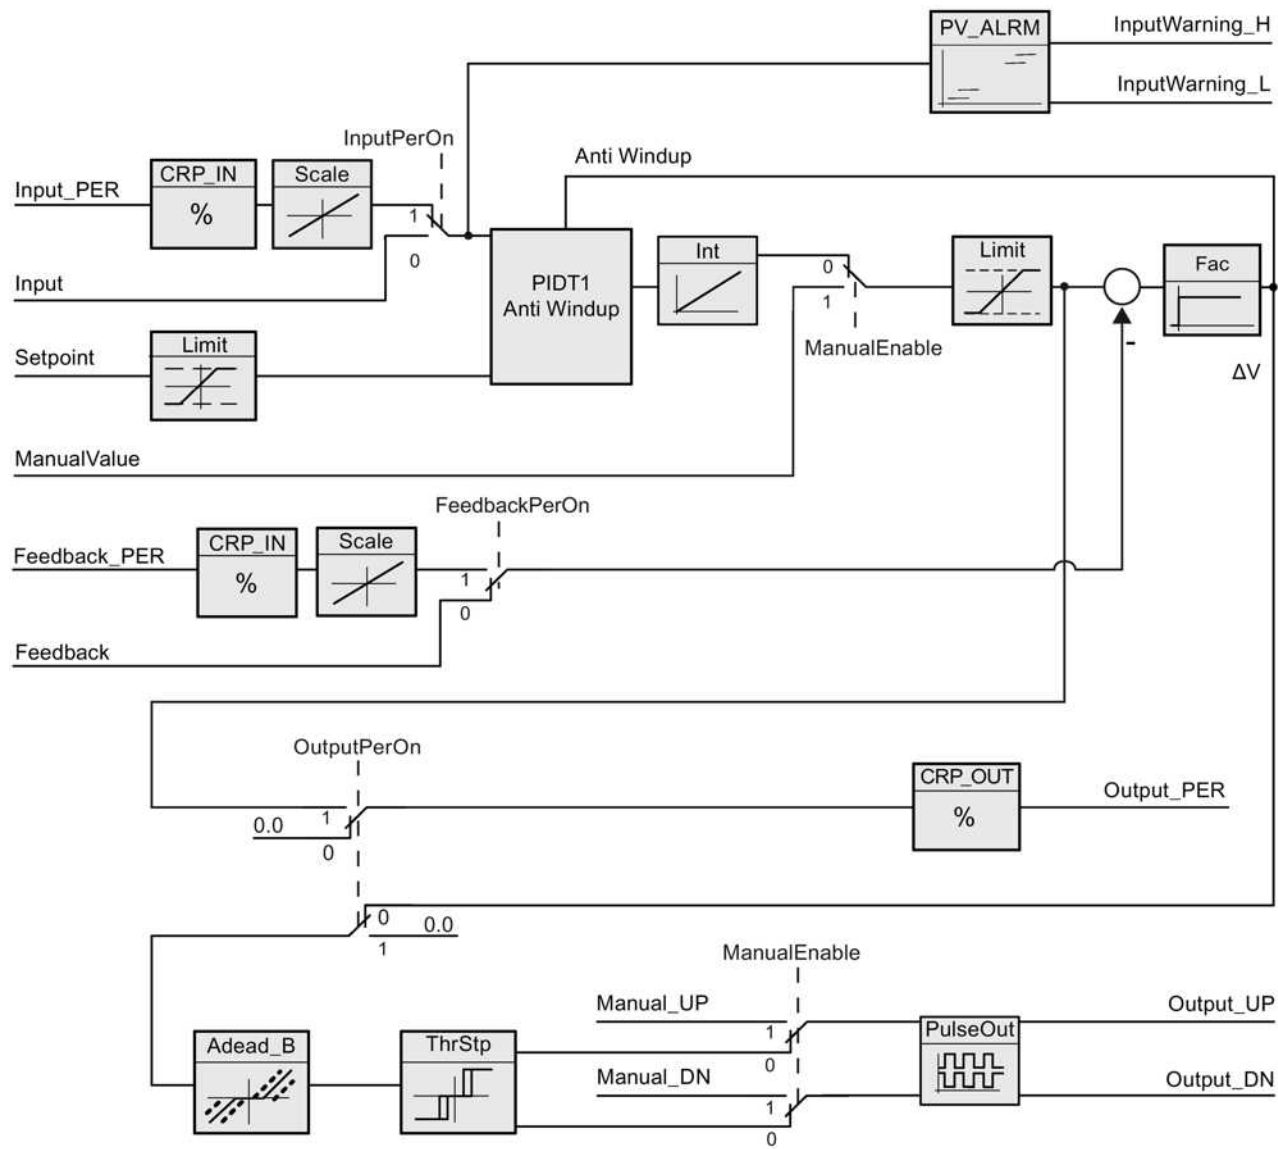 PV_ALRM
InputWarning_H
InputWarning_L
InputPerOn
Anti Windup
Input_PER
CRP_IN
%
Scale
1
0
Input
PIDT1
Anti Windup
Int
0
1
ManualEnable
Limit
Fac
-
ΔV
Setpoint
Limit
ManualValue
FeedbackPerOn
Feedback_PER
CRP_IN
%
Scale
1
0
Feedback
OutputPerOn
0.0
1
0
CRP_OUT
%
Output_PER
0
0.0
1
ManualEnable
Manual_UP
1
0
Manual_DN
1
0
Adead_B
ThrStp
PulseOut
Output_UP
Output_DN